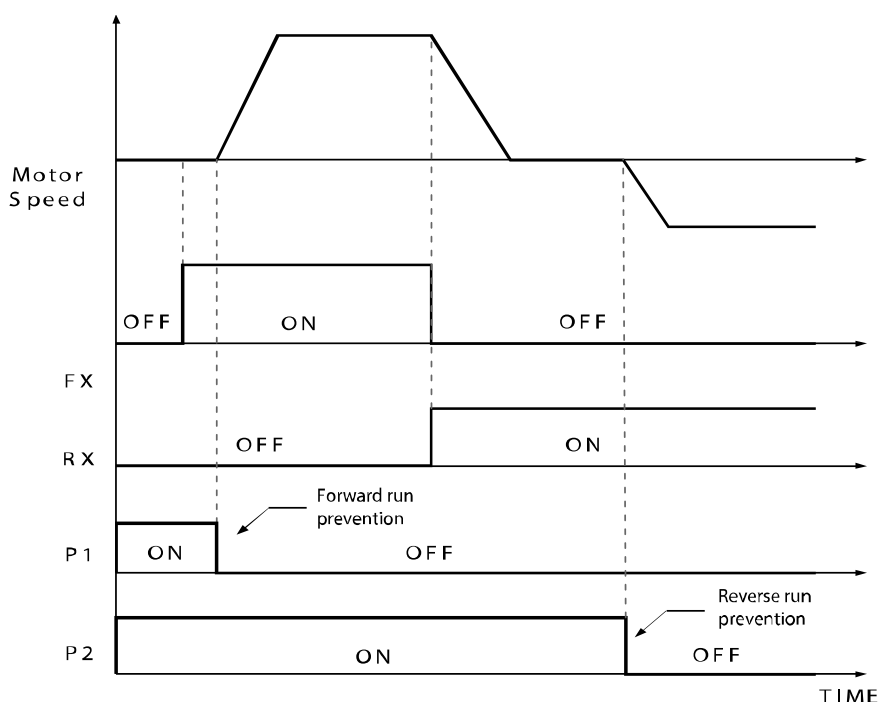 Motor
Speed
OFF
ON
OFF
FX
OFF
ON
RX
Forward run
prevention
ON
OFF
P1
Reverse run
prevention
P2
ON
OFF
TIME